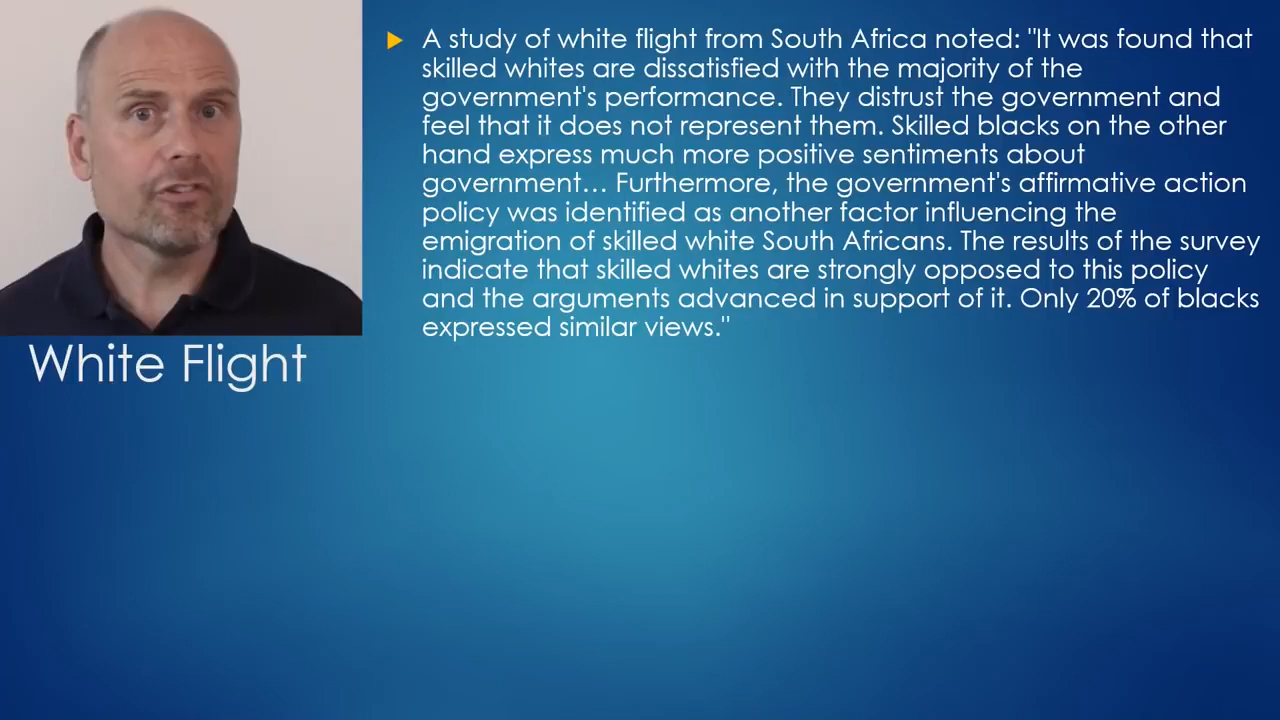 A study of white flight from South Africa noted: "It was found that
skilled whites are dissatisfied with the majority of the
government's performance. They distrust the government and
feel that it does not represent them. Skilled blacks on the other
hand express much more positive sentiments about
government… Furthermore, the government's affirmative action
policy was identified as another factor influencing the
emigration of skilled white South Africans. The results of the survey
indicate that skilled whites are strongly opposed to this policy
and the arguments advanced in support of it. Only 20% of blacks
expressed similar views."
White Flight